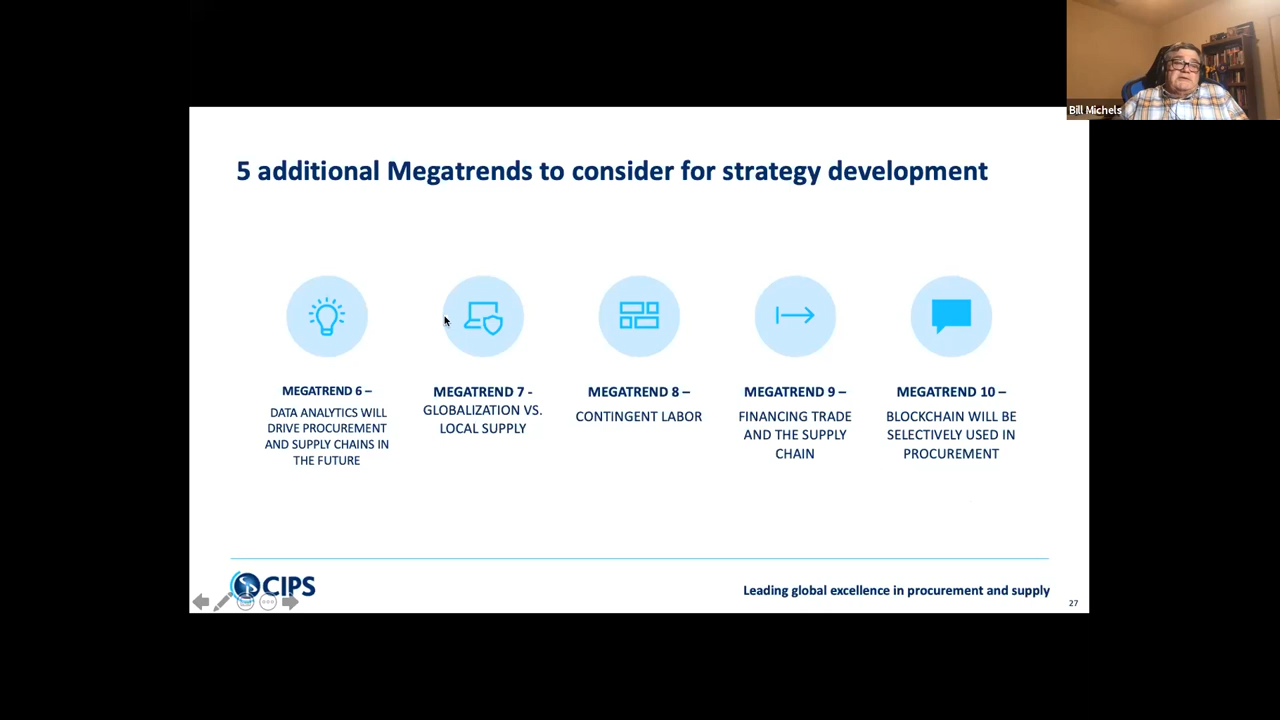 Bill Michels
5 additional Megatrends to consider for strategy development
MEGATREND 6 –
DATA ANALYTICS WILL
DRIVE PROCUREMENT
AND SUPPLY CHAINS IN
THE FUTURE
MEGATREND 7 -
GLOBALIZATION VS.
LOCAL SUPPLY
MEGATREND 8 –
CONTINGENT LABOR
MEGATREND 9 –
FINANCING TRADE
AND THE SUPPLY
CHAIN
MEGATREND 10 –
BLOCKCHAIN WILL BE
SELECTIVELY USED IN
PROCUREMENT
CIPS
Leading global excellence in procurement and supply
27